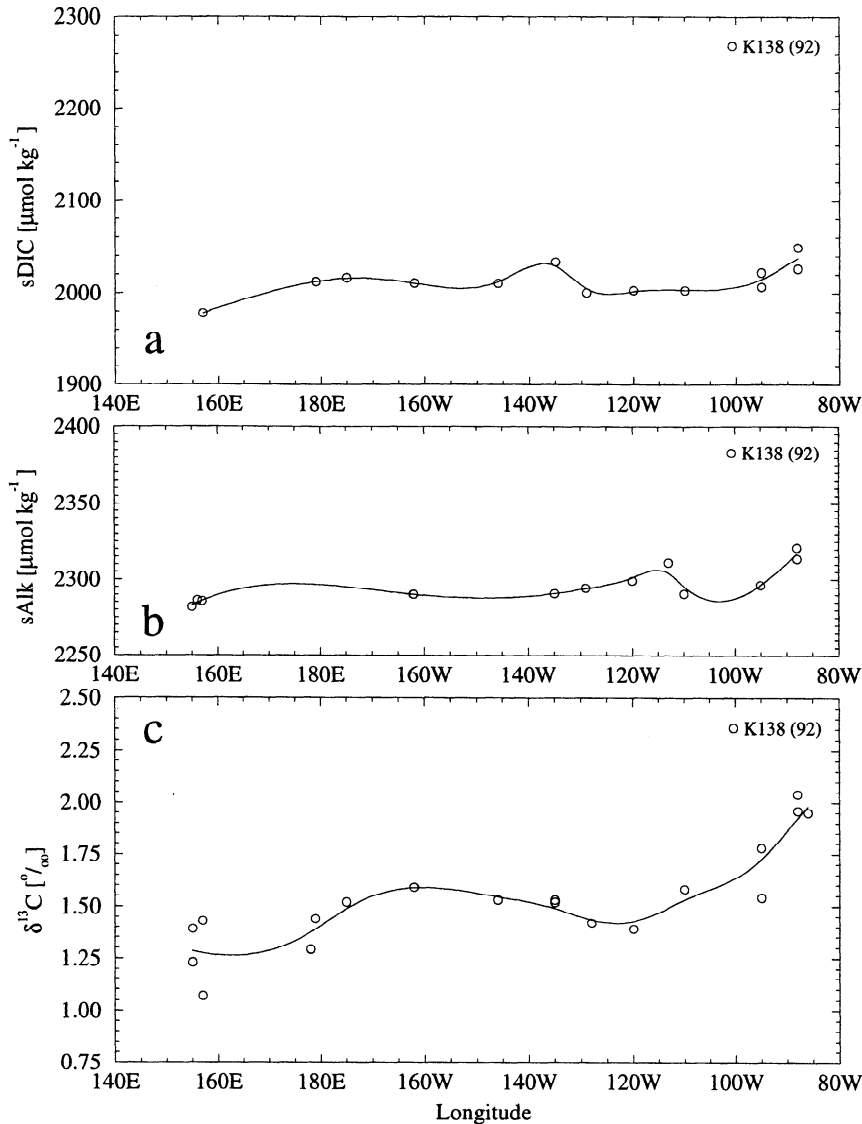 2300
2200
2100
2000
1900
sDIC [μmol kg⁻¹]
K138 (92)
a
140E 160E 180E 160W 140W 120W 100W 80W
2400
2350
2300
2250
sAlk [μmol kg⁻¹]
K138 (92)
b
140E 160E 180E 160W 140W 120W 100W 80W
2.50
2.25
2.00
1.75
1.50
1.25
1.00
0.75
δ¹³C [º/₀₀]
c
K138 (92)
140E 160E 180E 160W 140W 120W 100W 80W
Longitude